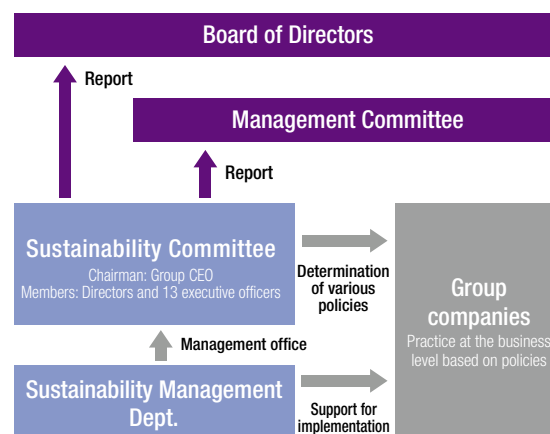 Board of Directors
Report
Management Committee
Report
Sustainability Committee
Chairman: Group CEO
Members: Directors and 13 executive officers
Determination
of various
policies
Group
companies
Practice at the business
level based on policies
Management office
Sustainability Management
Dept.
Support for
implementation